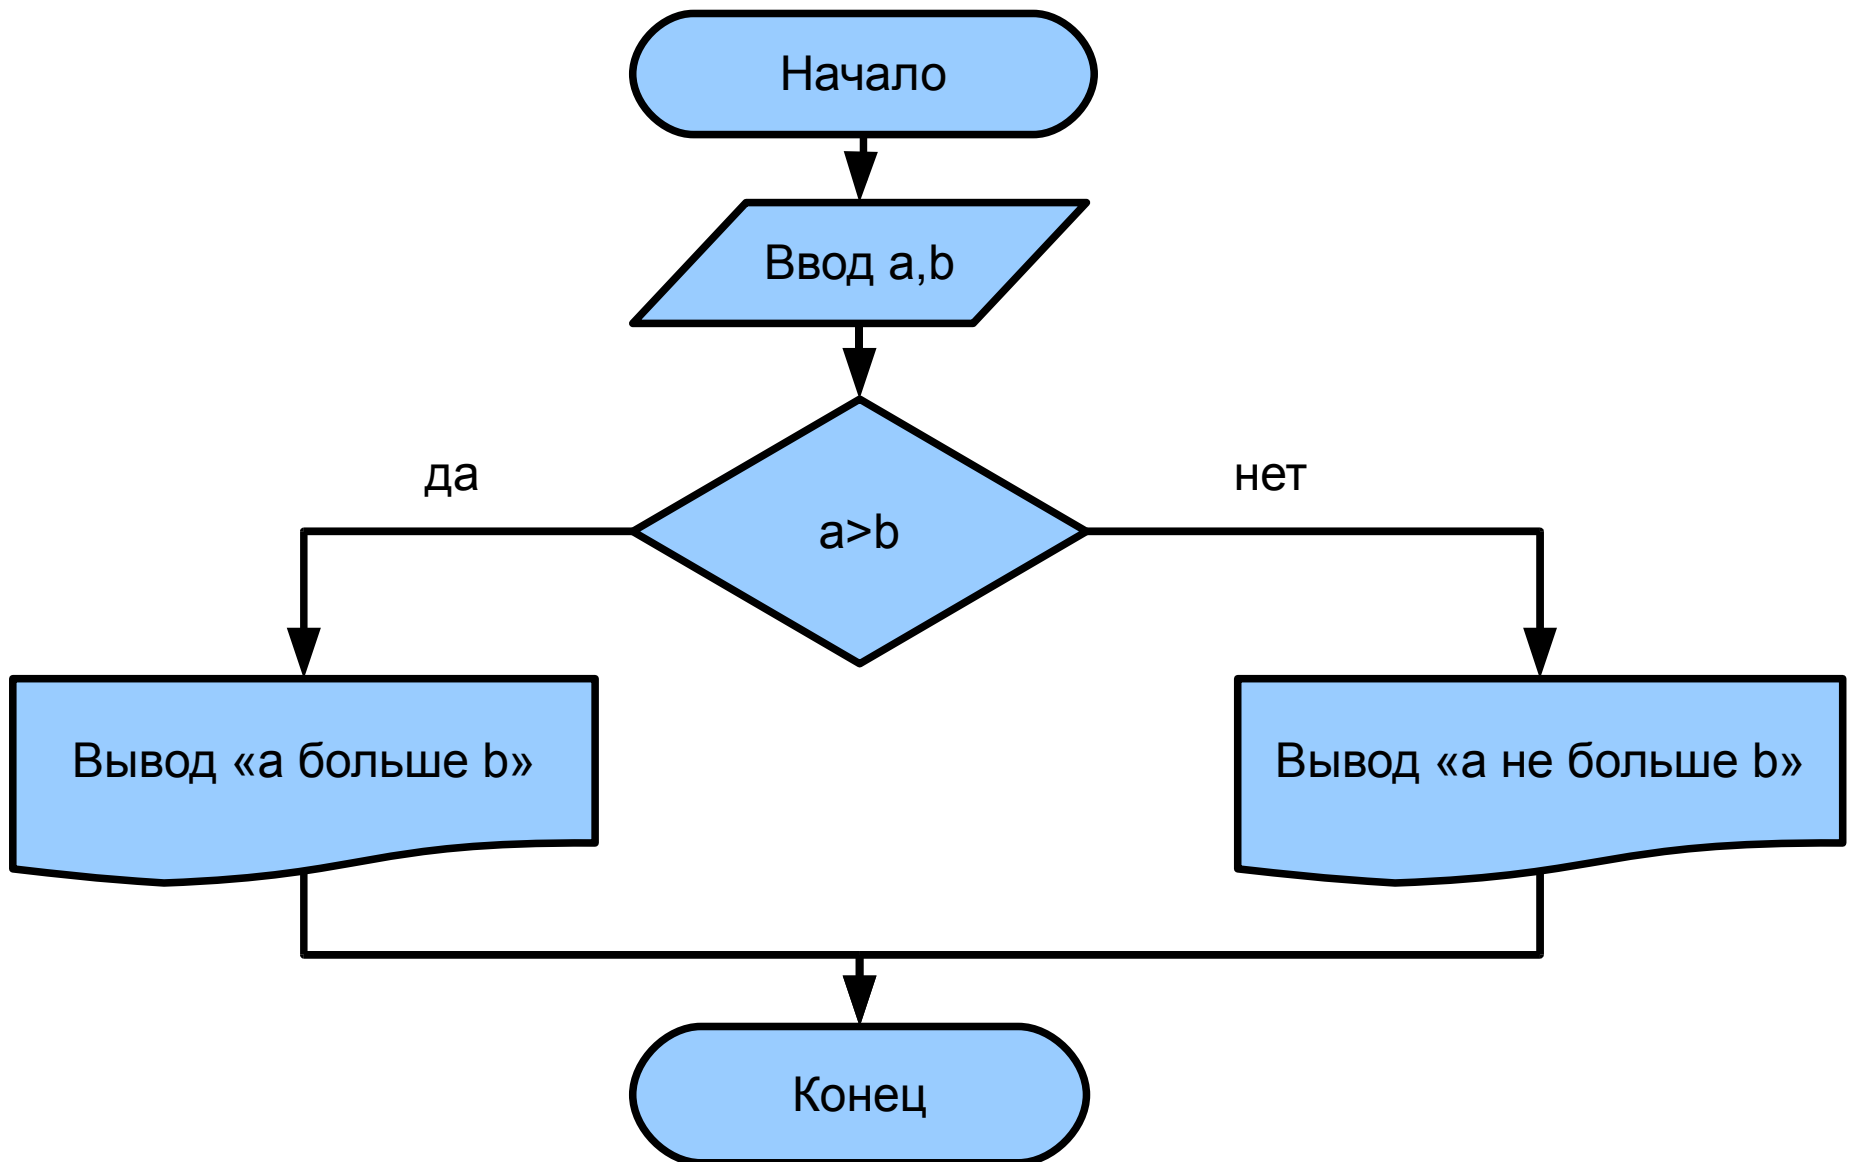 Начало
Ввод a,b
да
нет
a>b
Вывод «a больше b»
Вывод «a не больше b»
Конец